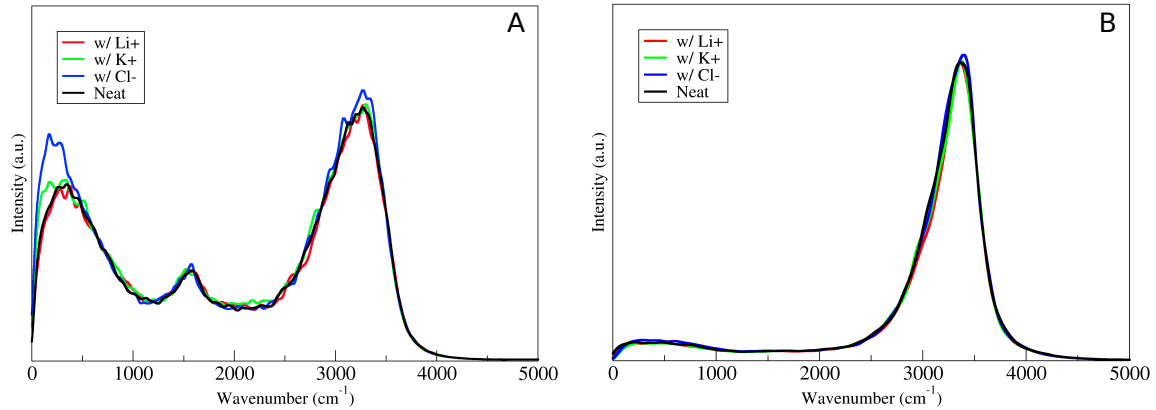 A
w/ Li+
w/ K+
w/ Cl-
Neat
Intensity (a.u.)
0 1000 2000 3000 4000 5000
Wavenumber (cm-1)
B
w/ Li+
w/ K+
w/ Cl-
Neat
Intensity (a.u.)
0 1000 2000 3000 4000 5000
Wavenumber (cm-1)